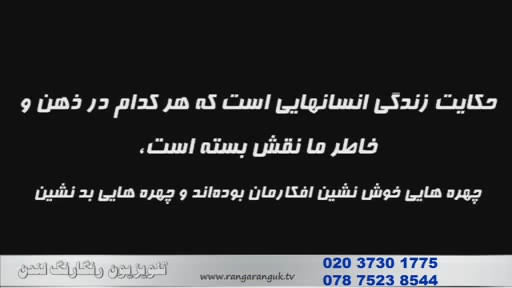 حکایت زندگی انسانهایی است که هر کدام در ذهن و
خاطر ما نقش بسته است،
چهره هایی خوش نشین افکارمان بوده‌اند و چهره هایی بد نشین
تلویزیون رنگارنگ لندن
www.rangaranguk.tv
020 3730 1775
078 7523 8544